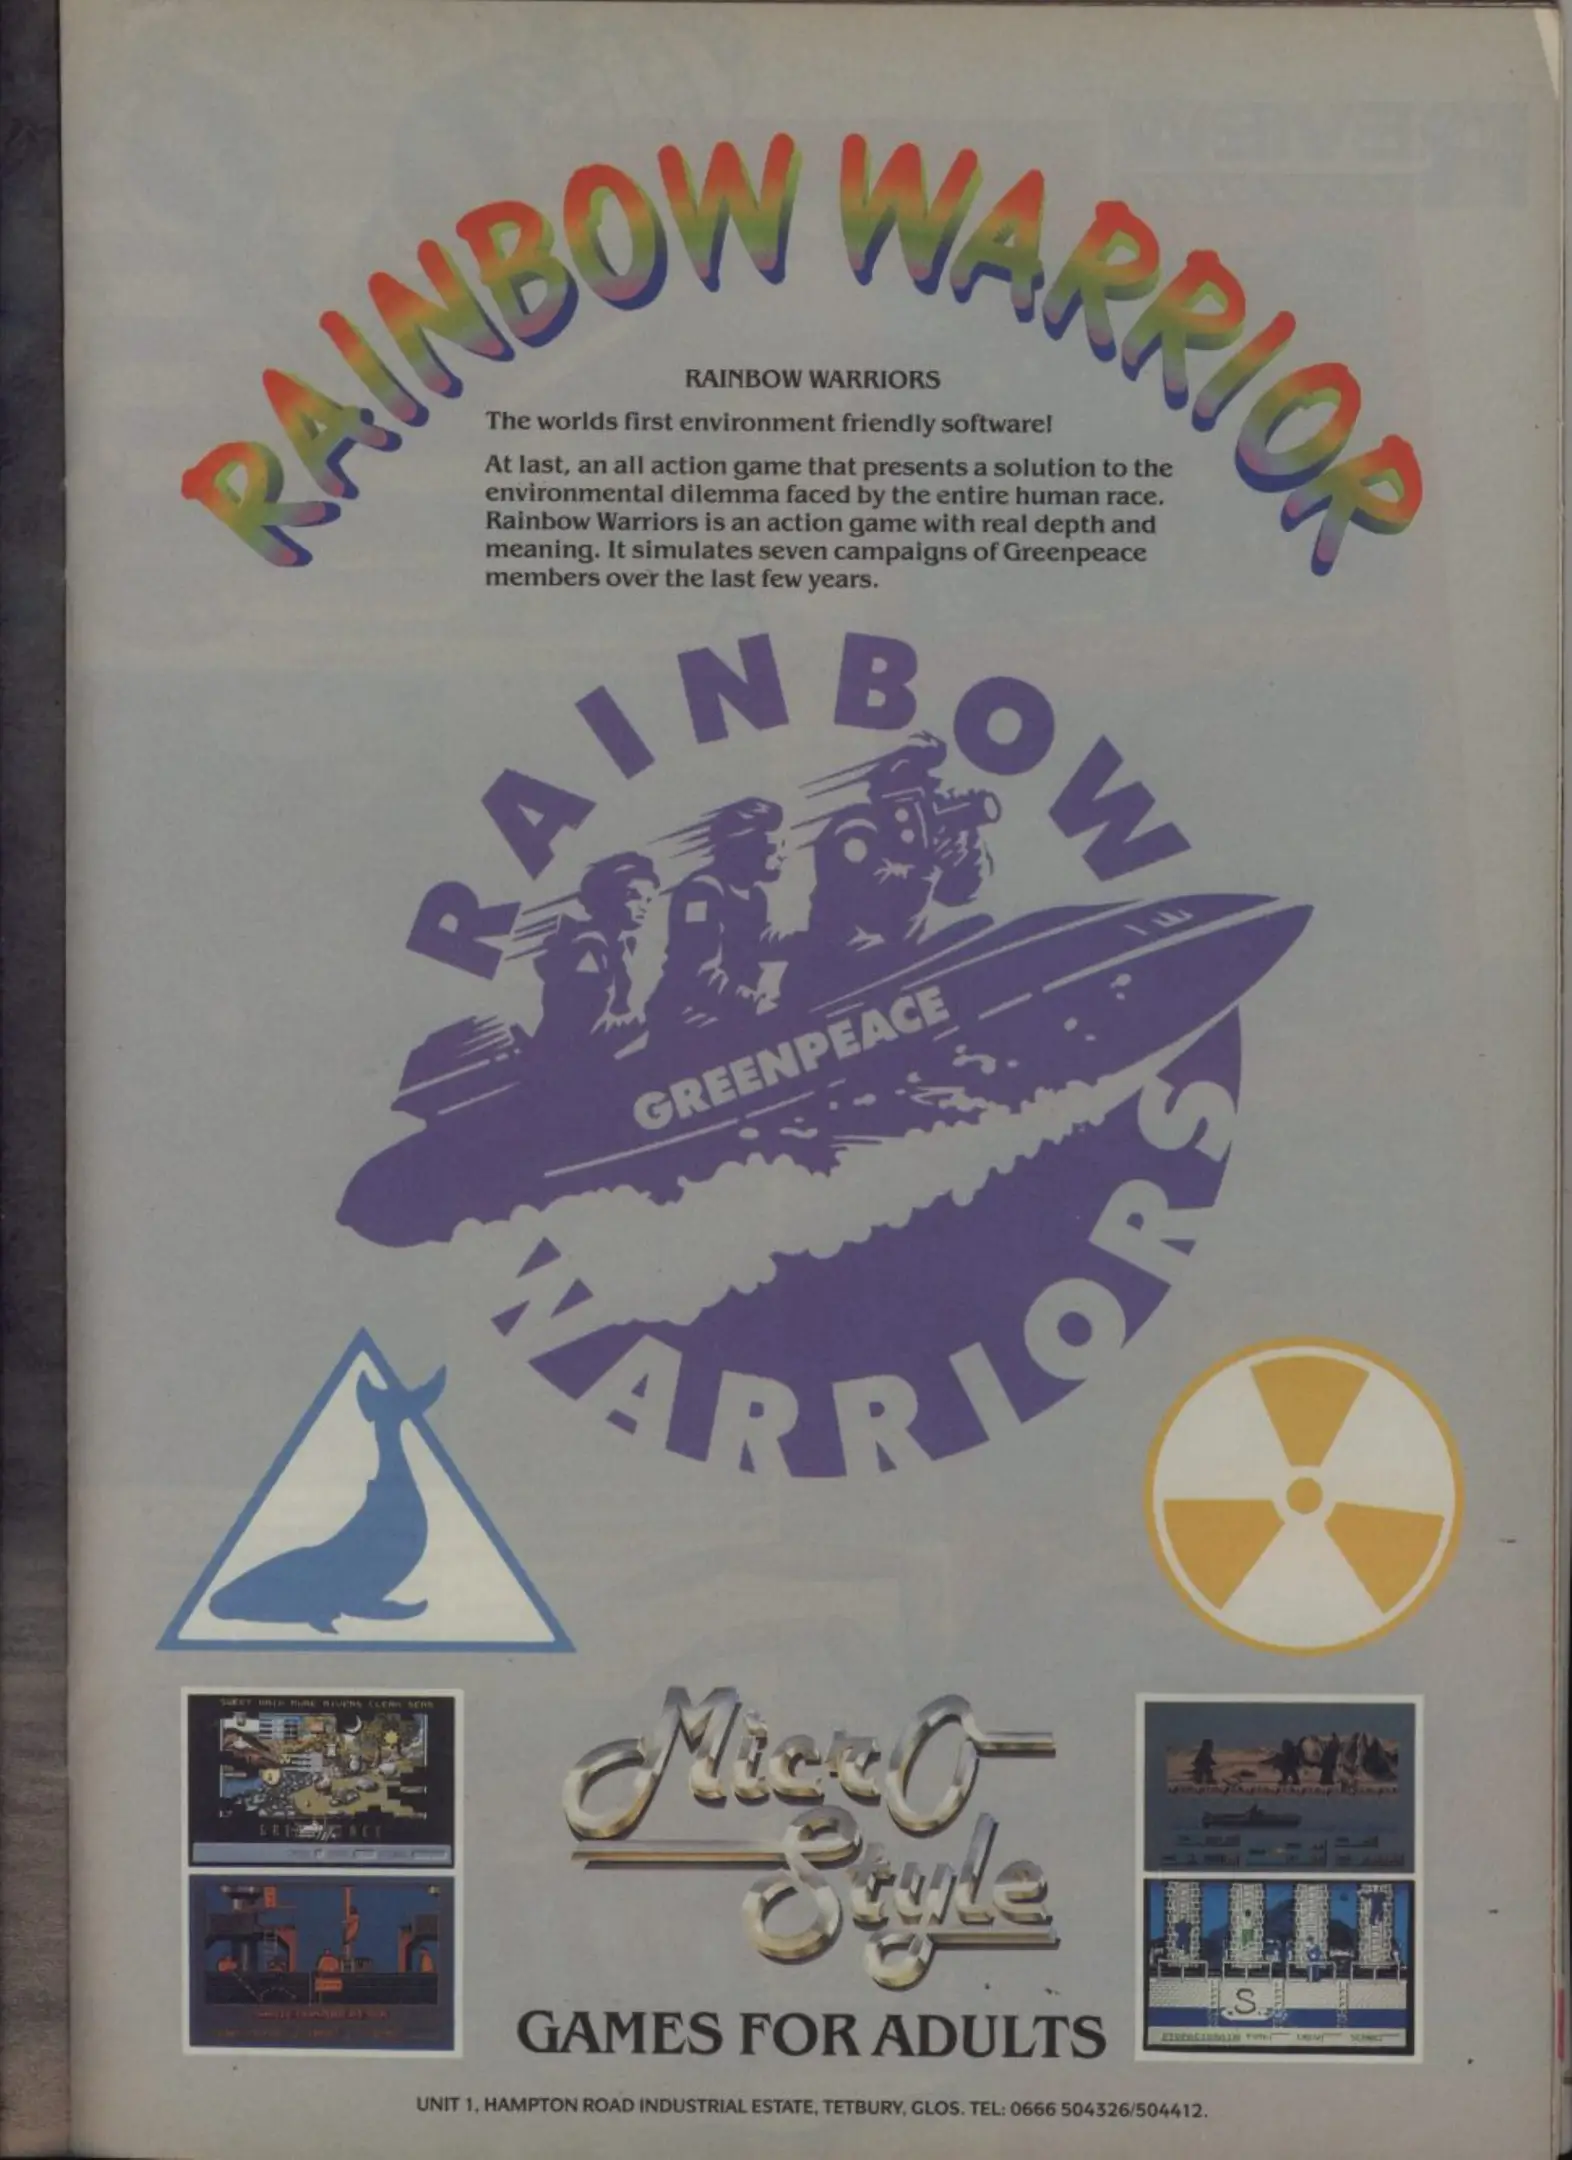 RAINBOW WARRIOR
RAINBOW WARRIORS
The worlds first environment friendly software!
At last, an all action game that presents a solution to the
environmental dilemma faced by the entire human race.
Rainbow Warriors is an action game with real depth and
meaning. It simulates seven campaigns of Greenpeace
members over the last few years.
RAINBOW
GREENPEACE
WARRIORS
MicrO
Style
S
GAMES FOR ADULTS
UNIT 1, HAMPTON ROAD INDUSTRIAL ESTATE, TETBURY, GLOS. TEL: 0666 504326/504412.